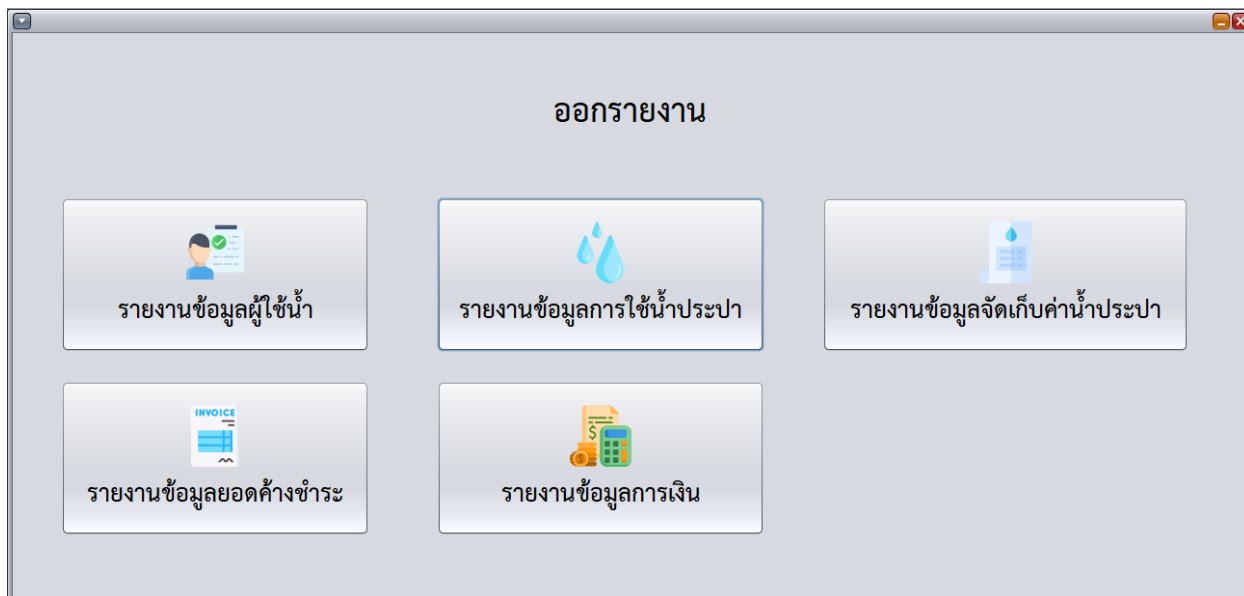 ออกรายงาน
รายงานข้อมูลผู้ใช้น้ำ
รายงานข้อมูลการใช้น้ำประปา
รายงานข้อมูลจัดเก็บค่าน้ำประปา
INVOICE
$
$
รายงานข้อมูลยอดค้างชำระ
รายงานข้อมูลการเงิน